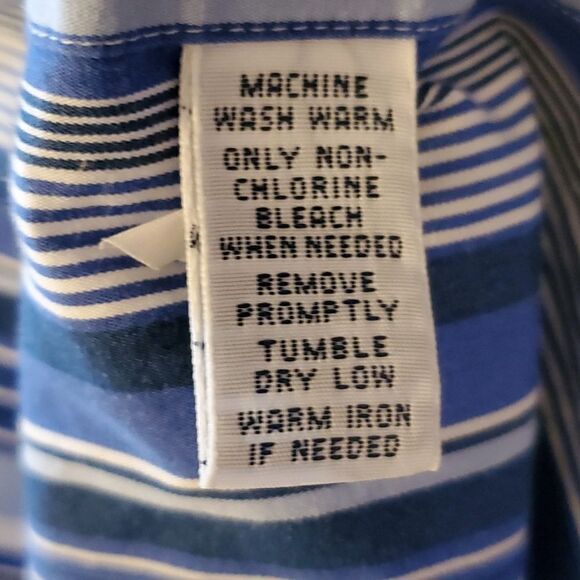 MACHINE
WASH WARM
ONLY NON-
CHLORINE
BLEACH
WHEN NEEDED
REMOVE
PROMPTLY
TUMBLE
DRY LOW
WARM IRON
IF NEEDED